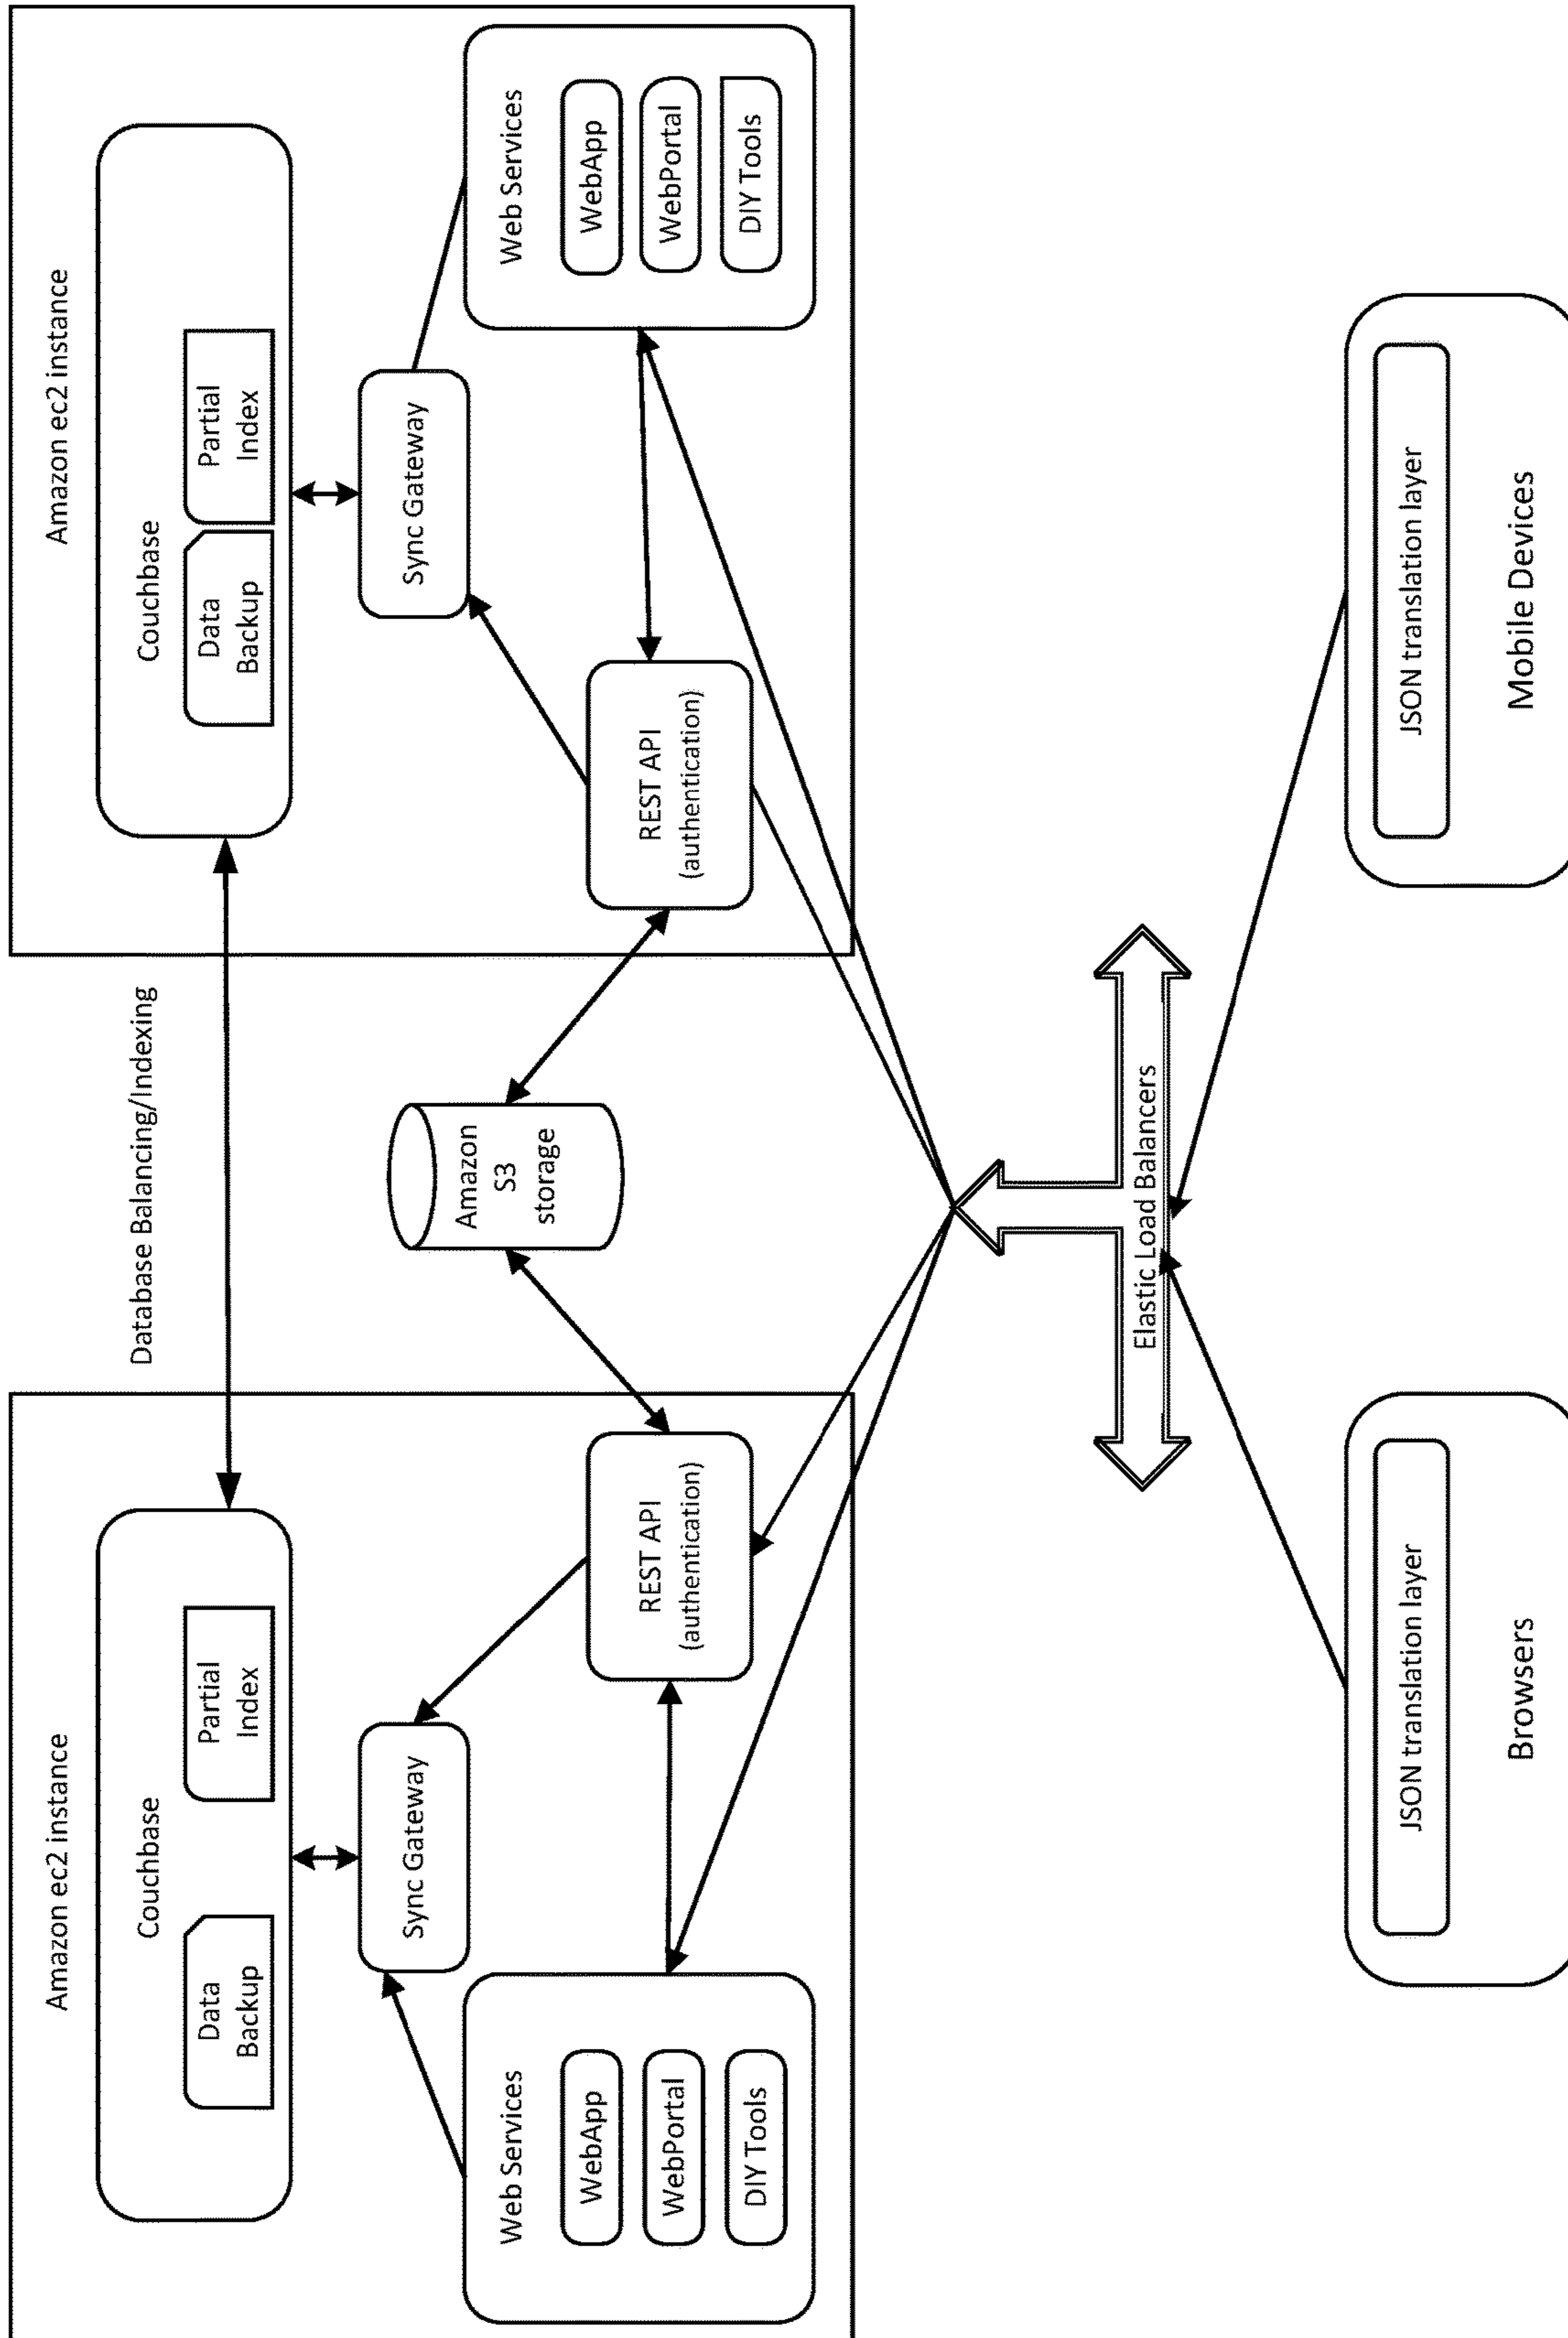 Amazon ec2 instance
Couchbase
Data
Backup
Partial
Index
Sync Gateway
Web Services
WebApp
WebPortal
DIY Tools
REST API
(authentication)
Database Balancing/Indexing
Amazon
S3
storage
Amazon ec2 instance
Couchbase
Data
Backup
Partial
Index
Sync Gateway
REST API
(authentication)
Web Services
WebApp
WebPortal
DIY Tools
Elastic Load Balancers
JSON translation layer
Browsers
JSON translation layer
Mobile Devices